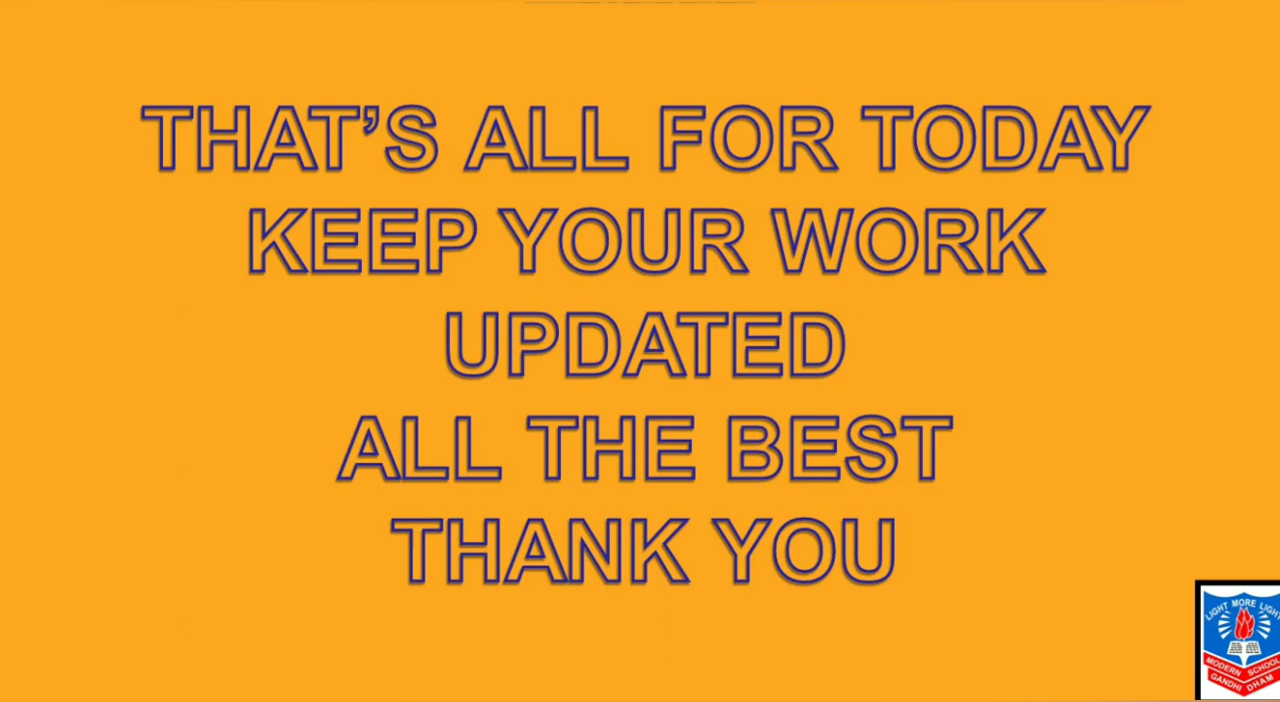 THAT’S ALL FOR TODAY
KEEP YOUR WORK
UPDATED
ALL THE BEST
THANK YOU
LIGHT MORE LIGHT
MODERN SCHOOL
GANDHI DHAM